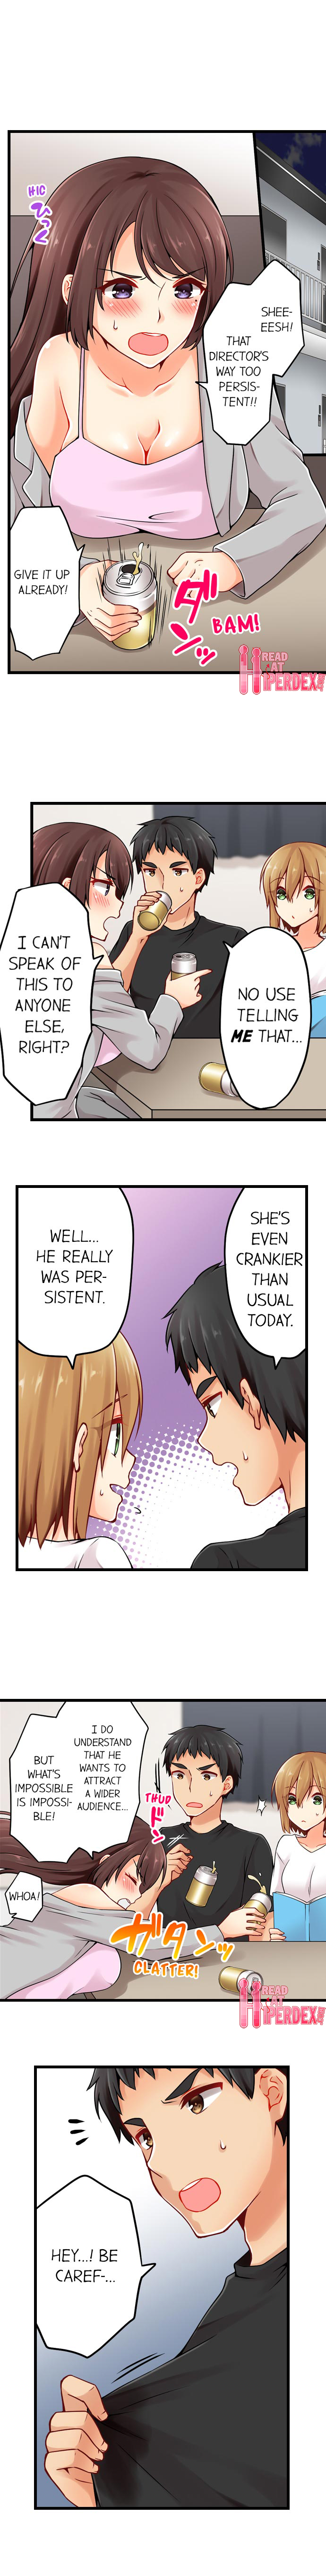 HIC
ひっく
SHEE-
EESH!
THAT
DIRECTOR'S
WAY TOO
PERSIS-
TENT!!
GIVE IT UP
ALREADY!
ダンッ
BAM!
READ
AT
HIPERDEX
I CAN'T
SPEAK OF
THIS TO
ANYONE
ELSE,
RIGHT?
NO USE
TELLING
ME THAT...
SHE'S
EVEN
CRANKIER
THAN
USUAL
TODAY.
WELL...
HE REALLY
WAS PER-
SISTENT.
I DO
UNDERSTAND
THAT HE
WANTS TO
ATTRACT
A WIDER
AUDIENCE...
BUT
WHAT'S
IMPOSSIBLE
IS IMPOSSI-
BLE!
THUD
ドン
WHOA!
ガタンッ
CLATTER!
READ
AT
HIPERDEX
HEY...! BE
CAREF-...